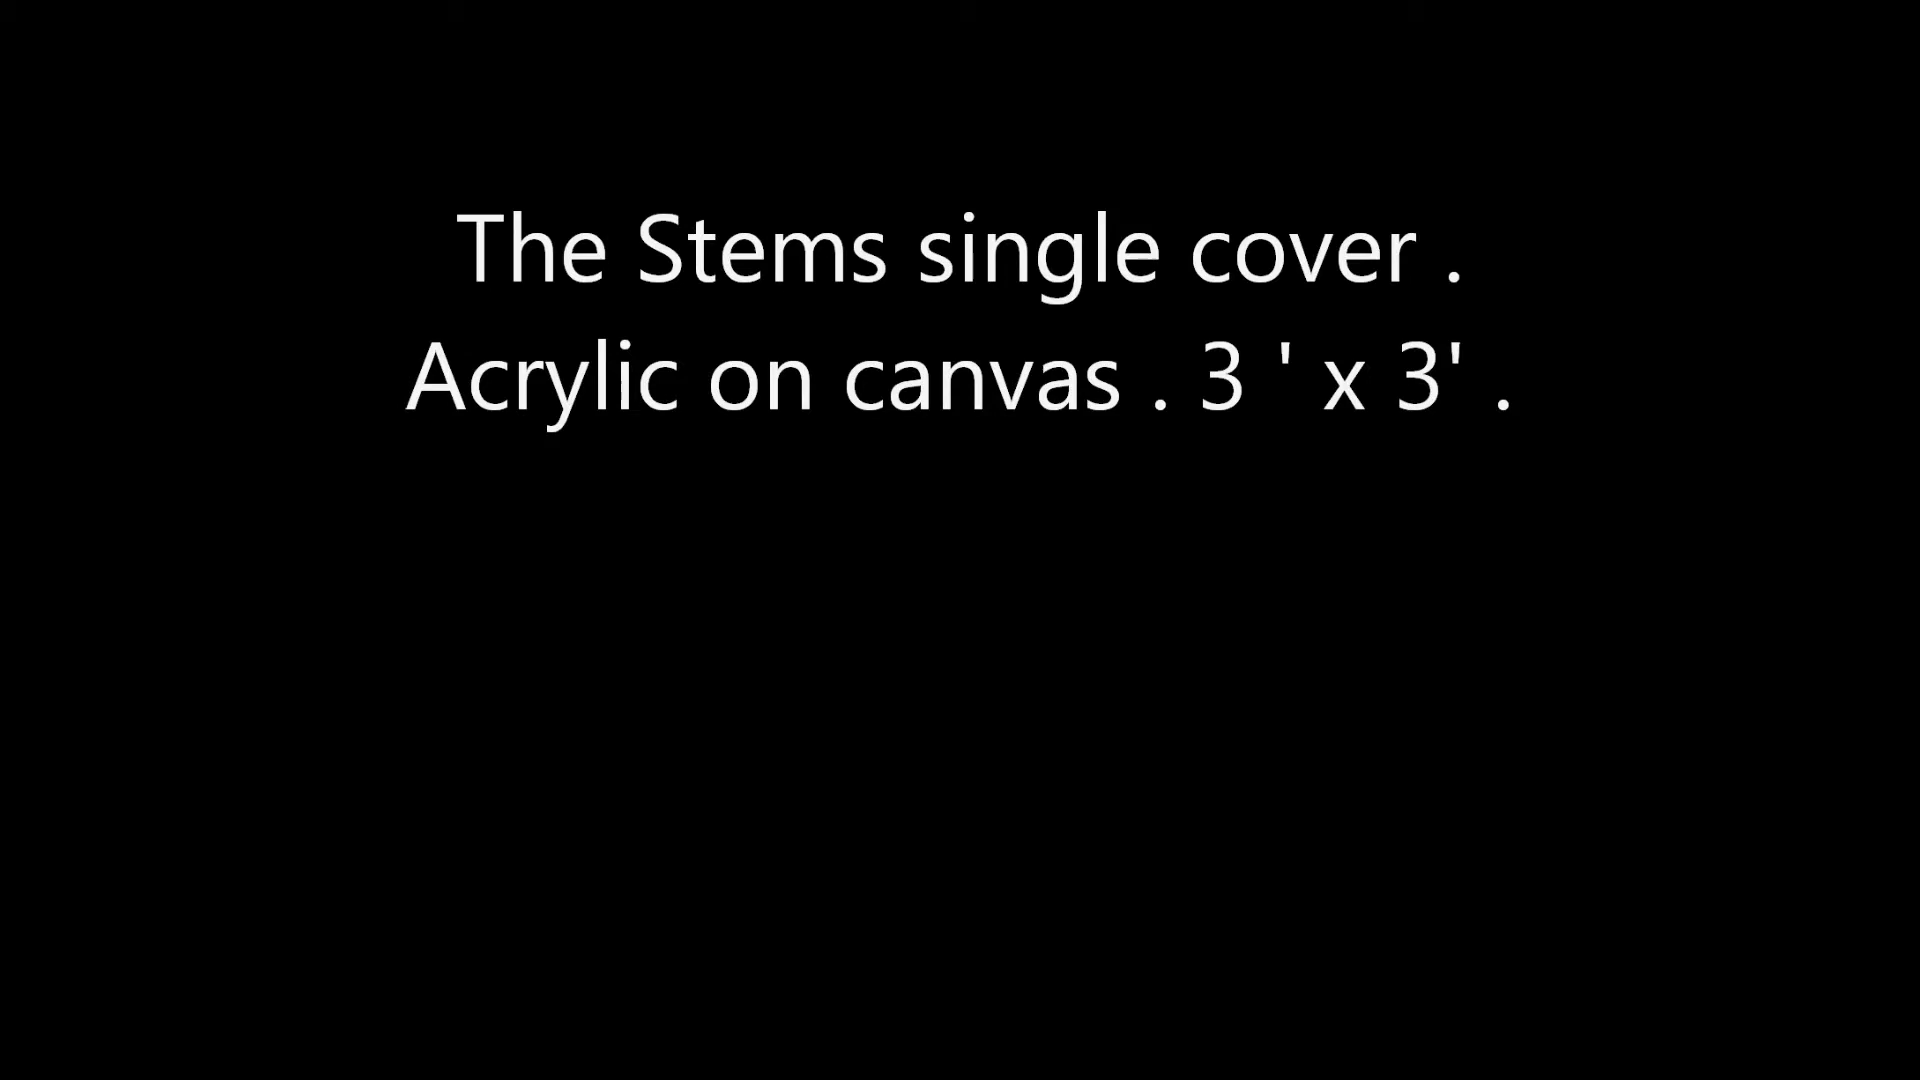 The Stems single cover .
Acrylic on canvas . 3 ' x 3' .